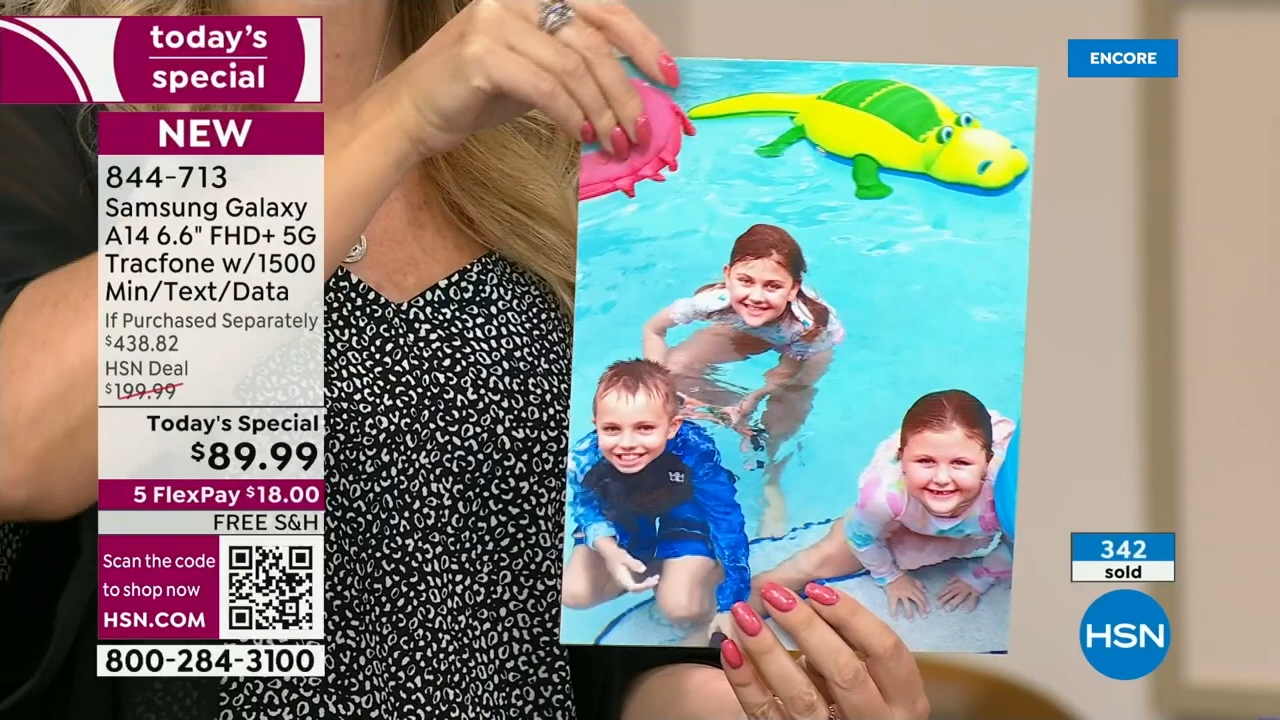 today's
special
NEW
844-713
Samsung Galaxy
A14 6.6" FHD+ 5G
Tracfone w/1500
Min/Text/Data
If Purchased Separately
$438.82
HSN Deal
$199.99
Today's Special
$89.99
5 FlexPay $18.00
FREE S&H
Scan the code
to shop now
HSN.COM
800-284-3100
ENCORE
342
sold
HSN